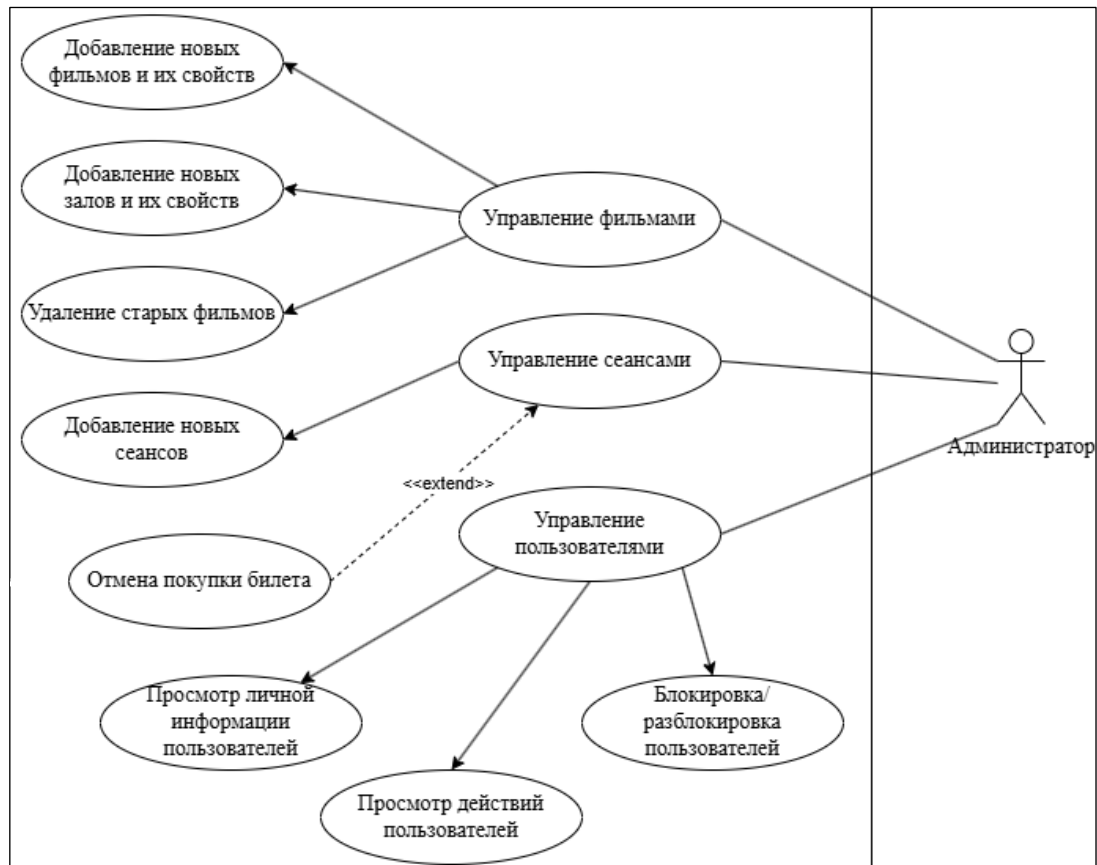 Добавление новых
фильмов и их свойств
Добавление новых
залов и их свойств
Управление фильмами
Удаление старых фильмов
Управление сеансами
Добавление новых
сеансов
Администратор
<<extend>>
Управление
пользователями
Отмена покупки билета
Просмотр личной
информации
пользователей
Блокировка/
разблокировка
пользователей
Просмотр действий
пользователей